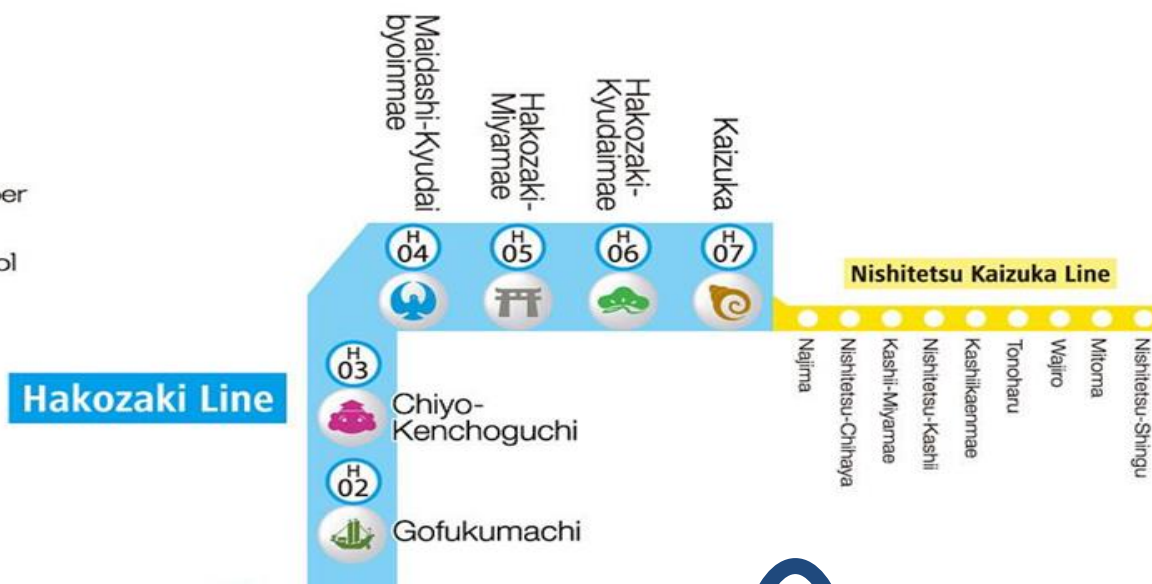 Maidashi-Kyudai
byoinmae
Hakozaki-
Miyamae
Hakozaki-
Kyudaimae
Kaizuka
H
04
H
05
H
06
H
07
Nishitetsu Kaizuka Line
Najima
Nishitetsu-Chihaya
Kashii-Miyamae
Nishitetsu-Kashii
Kashiikaenmae
Tonoharu
Wajiro
Mitoma
Nishitetsu-Shingu
H
03
Hakozaki Line
Chiyo-
Kenchoguchi
H
02
Gofukumachi